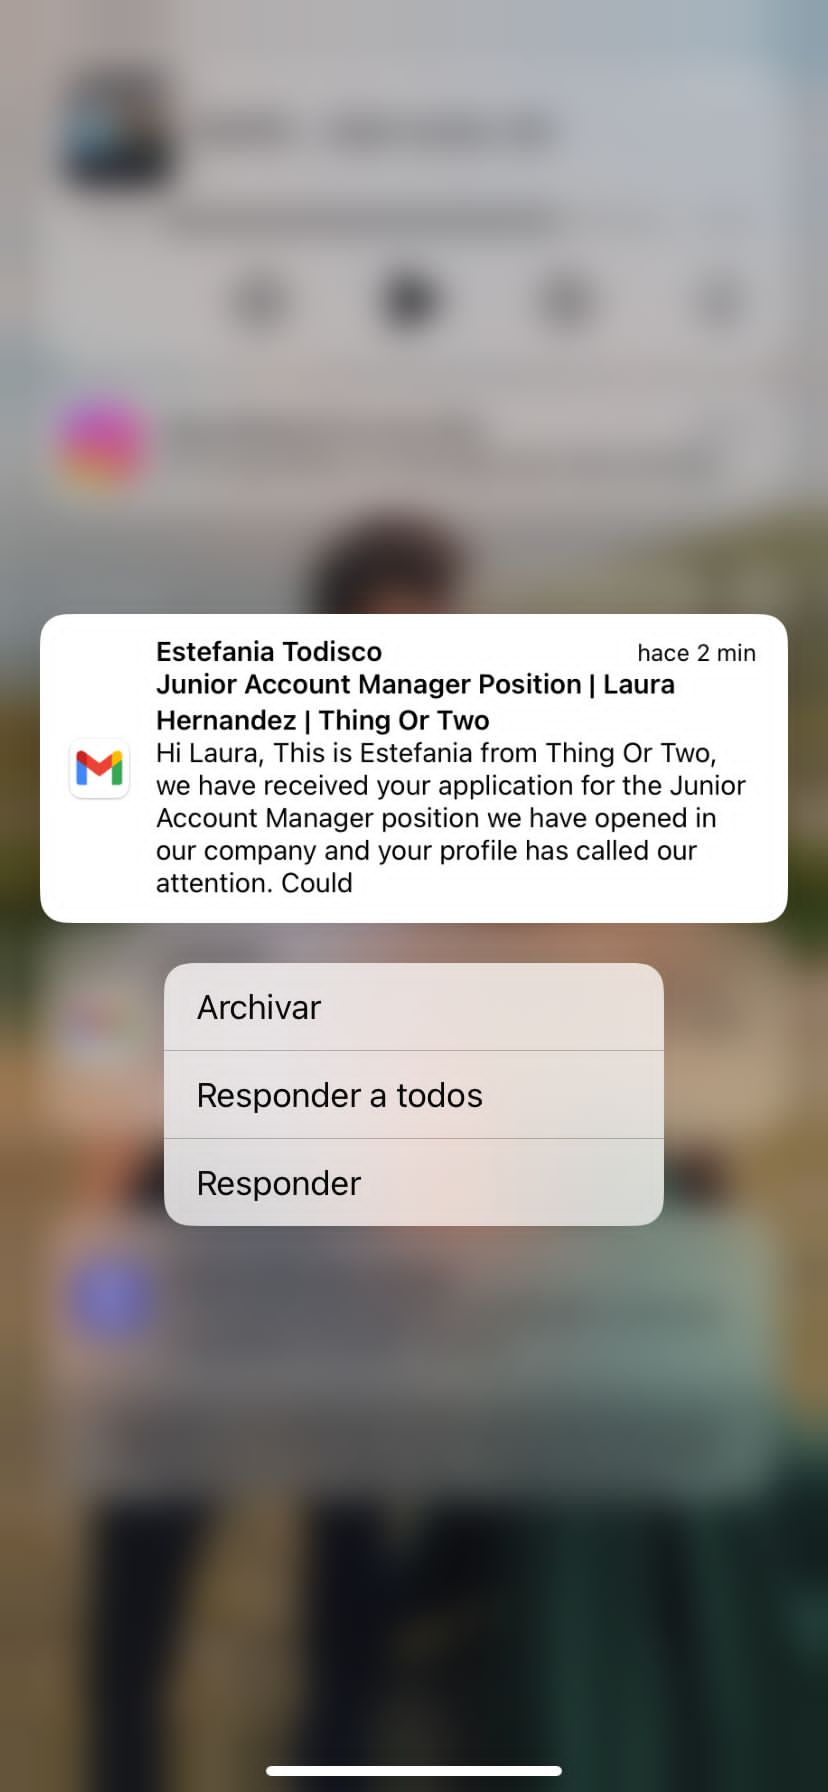 Estefania Todisco
hace 2 min
Junior Account Manager Position | Laura
Hernandez | Thing Or Two
Hi Laura, This is Estefania from Thing Or Two,
we have received your application for the Junior
Account Manager position we have opened in
our company and your profile has called our
attention. Could
Archivar
Responder a todos
Responder